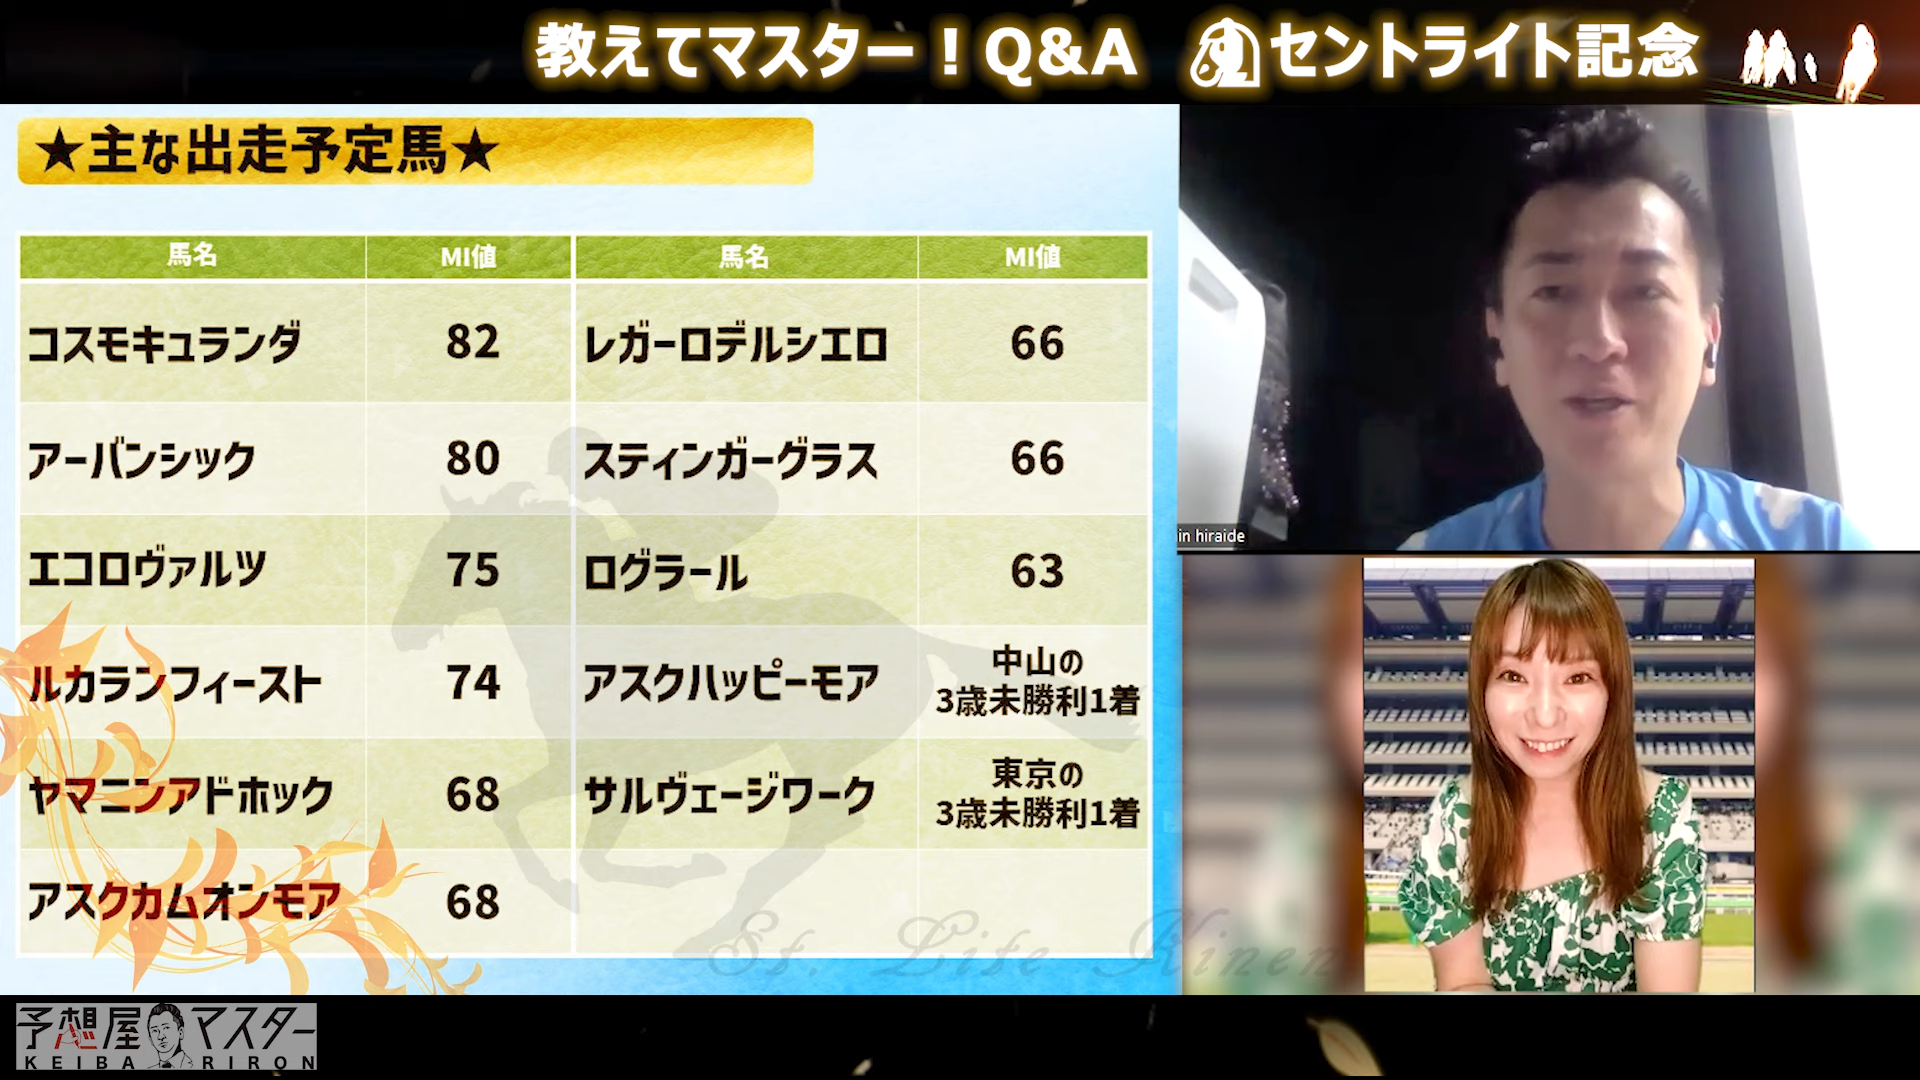 教えてマスター！Q&A セントライト記念
★主な出走予定馬★
馬名 MI値 馬名 MI値
コスモキュランダ 82 レガーロデルシエロ 66
アーバンシック 80 スティンガーグラス 66
エコロヴァルツ 75 ログラール 63
ルカランフィースト 74 アスクハッピーモア 中山の
3歳未勝利1着
ヤマニンアドホック 68 サルヴェージワーク 東京の
3歳未勝利1着
アスクカムオンモア 68
St. Lite Kinen
in hiraide
予想屋マスター
KEIBA RIRON